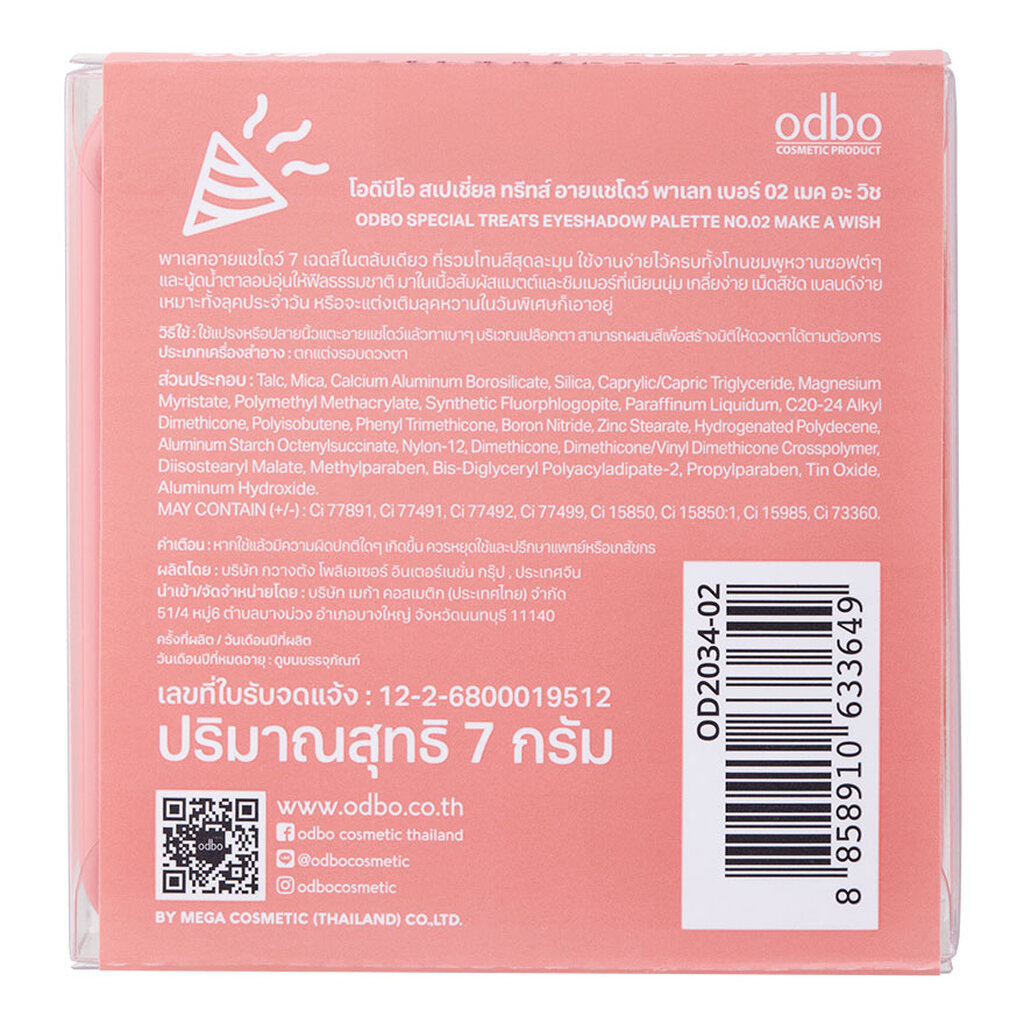 odbo
COSMETIC PRODUCT
โอดีบีโอ สเปเชี่ยล ทรีทส์ อายแชโดว์ พาเลท เบอร์ 02 เมค อะ วิช
ODBO SPECIAL TREATS EYESHADOW PALETTE NO.02 MAKE A WISH
พาเลทอายแชโดว์ 7 เฉดสีในตลับเดียว ที่รวมโทนสีสุดละมุน ใช้งานง่ายไว้ครบทั้งโทนชมพูหวานซอฟต์ๆ
และนู้ดน้ำตาลอบอุ่นให้ฟีลธรรมชาติ มาในเนื้อสัมผัสแมตต์และชิมเมอร์ที่เนียนนุ่ม เกลี่ยง่าย เม็ดสีชัด เบลนด์ง่าย
เหมาะทั้งลุคประจำวัน หรือจะแต่งเติมลุคหวานในวันพิเศษก็เอาอยู่
วิธีใช้ : ใช้แปรงหรือปลายนิ้วแตะอายแชโดว์แล้วทาเบาๆ บริเวณเปลือกตา สามารถผสมสีเพื่อสร้างมิติให้ดวงตาได้ตามต้องการ
ประเภทเครื่องสำอาง : ตกแต่งรอบดวงตา
ส่วนประกอบ : Talc, Mica, Calcium Aluminum Borosilicate, Silica, Caprylic/Capric Triglyceride, Magnesium
Myristate, Polymethyl Methacrylate, Synthetic Fluorphlogopite, Paraffinum Liquidum, C20-24 Alkyl
Dimethicone, Polyisobutene, Phenyl Trimethicone, Boron Nitride, Zinc Stearate, Hydrogenated Polydecene,
Aluminum Starch Octenylsuccinate, Nylon-12, Dimethicone, Dimethicone/Vinyl Dimethicone Crosspolymer,
Diisostearyl Malate, Methylparaben, Bis-Diglyceryl Polyacyladipate-2, Propylparaben, Tin Oxide,
Aluminum Hydroxide.
MAY CONTAIN (+/-) : Ci 77891, Ci 77491, Ci 77492, Ci 77499, Ci 15850, Ci 15850:1, Ci 15985, Ci 73360.
คำเตือน : หากใช้แล้วมีความผิดปกติใดๆ เกิดขึ้น ควรหยุดใช้และปรึกษาแพทย์หรือเภสัชกร
ผลิตโดย : บริษัท กวางตัง โพลีเอเซอร์ อินเตอร์เนชั่น กรุ๊ป , ประเทศจีน
นำเข้า/จัดจำหน่ายโดย : บริษัท เมก้า คอสเมติก (ประเทศไทย) จำกัด
51/4 หมู่6 ตำบลบางม่วง อำเภอบางใหญ่ จังหวัดนนทบุรี 11140
ครั้งที่ผลิต / วันเดือนปีที่ผลิต
วันเดือนปีที่หมดอายุ : ดูบนบรรจุภัณฑ์
เลขที่ใบรับจดแจ้ง : 12-2-6800019512
ปริมาณสุทธิ 7 กรัม
odbo
www.odbo.co.th
odbo cosmetic thailand
@odbocosmetic
odbocosmetic
BY MEGA COSMETIC (THAILAND) CO.,LTD.
OD2034-02
8 858910 633649